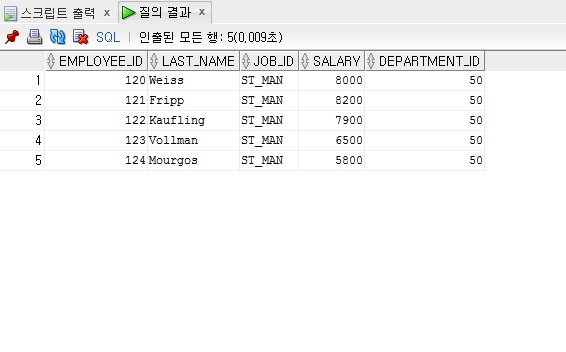 스크립트 출력 x 질의 결과 x
SQL | 인출된 모든 행: 5(0,009초)
EMPLOYEE_ID LAST_NAME JOB_ID SALARY DEPARTMENT_ID
1 120 Weiss ST_MAN 8000 50
2 121 Fripp ST_MAN 8200 50
3 122 Kaufling ST_MAN 7900 50
4 123 Vollman ST_MAN 6500 50
5 124 Mourgos ST_MAN 5800 50